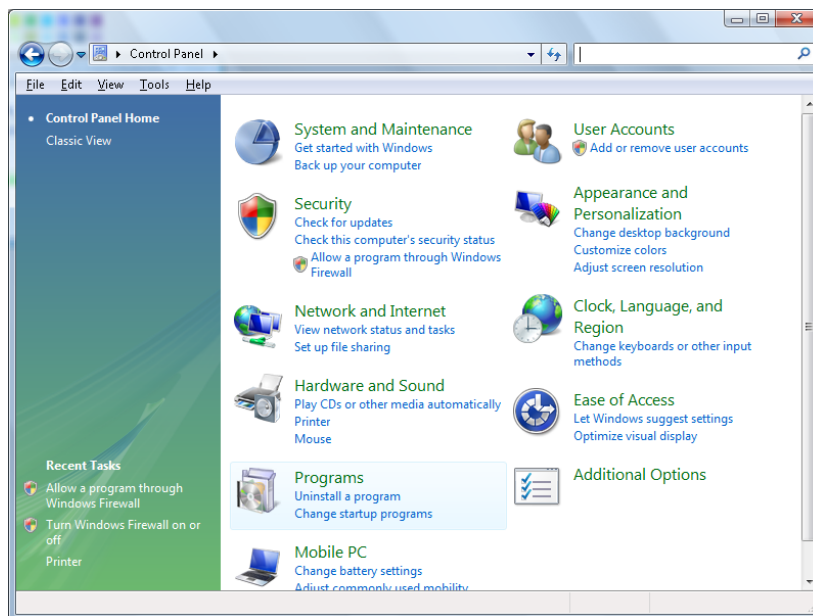 Control Panel
File Edit View Tools Help
Control Panel Home
Classic View
System and Maintenance
Get started with Windows
Back up your computer
Security
Check for updates
Check this computer's security status
Allow a program through Windows
Firewall
Network and Internet
View network status and tasks
Set up file sharing
Hardware and Sound
Play CDs or other media automatically
Printer
Mouse
Programs
Uninstall a program
Change startup programs
Mobile PC
Change battery settings
Adjust commonly used mobility
User Accounts
Add or remove user accounts
Appearance and
Personalization
Change desktop background
Customize colors
Adjust screen resolution
Clock, Language, and
Region
Change keyboards or other input
methods
Ease of Access
Let Windows suggest settings
Optimize visual display
Additional Options
Recent Tasks
Allow a program through
Windows Firewall
Turn Windows Firewall on or
off
Printer